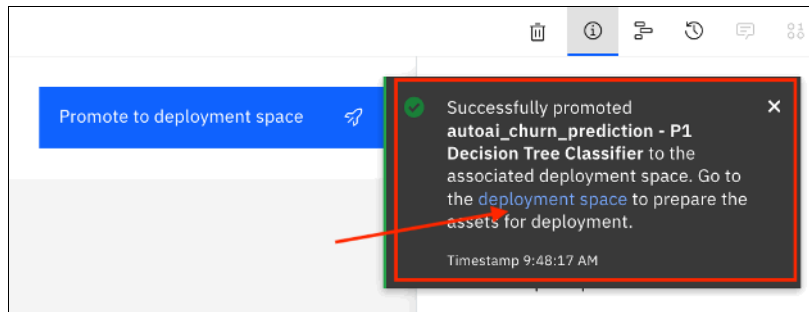 Promote to deployment space
Successfully promoted
autoai_churn_prediction - P1
Decision Tree Classifier to the
associated deployment space. Go to
the deployment space to prepare the
assets for deployment.
Timestamp 9:48:17 AM